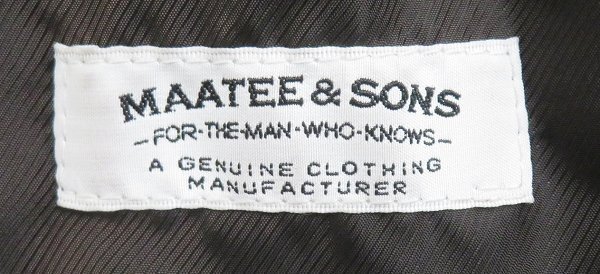 MAATEE & SONS
-FOR-THE-MAN-WHO-KNOWS-
A GENUINE CLOTHING
MANUFACTURER